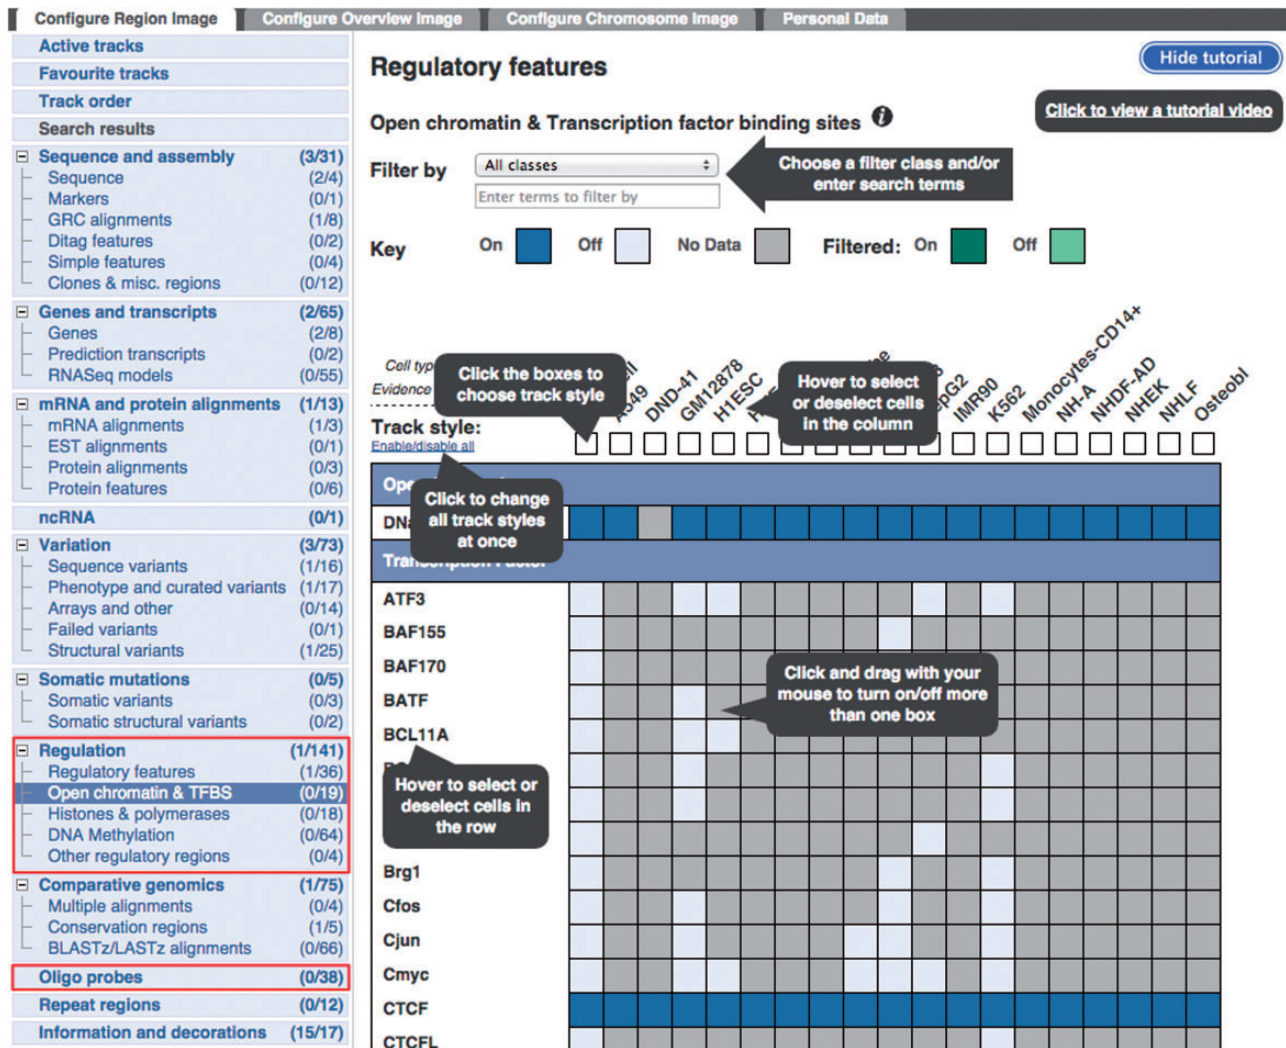 Configure Region Image
Configure Overview Image
Configure Chromosome Image
Personal Data
Active tracks
Favourite tracks
Track order
Search results
Sequence and assembly (3/31)
Sequence (2/4)
Markers (0/1)
GRC alignments (1/8)
Ditag features (0/2)
Simple features (0/4)
Clones & misc. regions (0/12)
Genes and transcripts (2/65)
Genes (2/8)
Prediction transcripts (0/2)
RNASeq models (0/55)
mRNA and protein alignments (1/13)
mRNA alignments (1/3)
EST alignments (0/1)
Protein alignments (0/3)
Protein features (0/6)
ncRNA (0/1)
Variation (3/73)
Sequence variants (1/16)
Phenotype and curated variants (1/17)
Arrays and other (0/14)
Failed variants (0/1)
Structural variants (1/25)
Somatic mutations (0/5)
Somatic variants (0/3)
Somatic structural variants (0/2)
Regulation (1/141)
Regulatory features (1/36)
Open chromatin & TFBS (0/19)
Histones & polymerases (0/18)
DNA Methylation (0/64)
Other regulatory regions (0/4)
Comparative genomics (1/75)
Multiple alignments (0/4)
Conservation regions (1/5)
BLASTz/LASTz alignments (0/66)
Oligo probes (0/38)
Repeat regions (0/12)
Information and decorations (15/17)
Regulatory features
Hide tutorial
Click to view a tutorial video
Open chromatin & Transcription factor binding sites i
Filter by
All classes
Enter terms to filter by
Choose a filter class and/or
enter search terms
Key
On
Off
No Data
Filtered: On
Off
Cell typ
Evidence
Click the boxes to
choose track style
A549
DND-41
GM12878
H1ESC
Hover to select
or deselect cells
in the column
IMR90
K562
Monocytes-CD14+
NH-A
NHDF-AD
NHEK
NHLF
Osteobl
Track style:
Enable/disable all
Click to change
all track styles
at once
Transcription Factor
ATF3
BAF155
BAF170
BATF
BCL11A
Click and drag with your
mouse to turn on/off more
than one box
Hover to select or
deselect cells in
the row
Brg1
Cfos
Cjun
Cmyc
CTCF
CTCFL